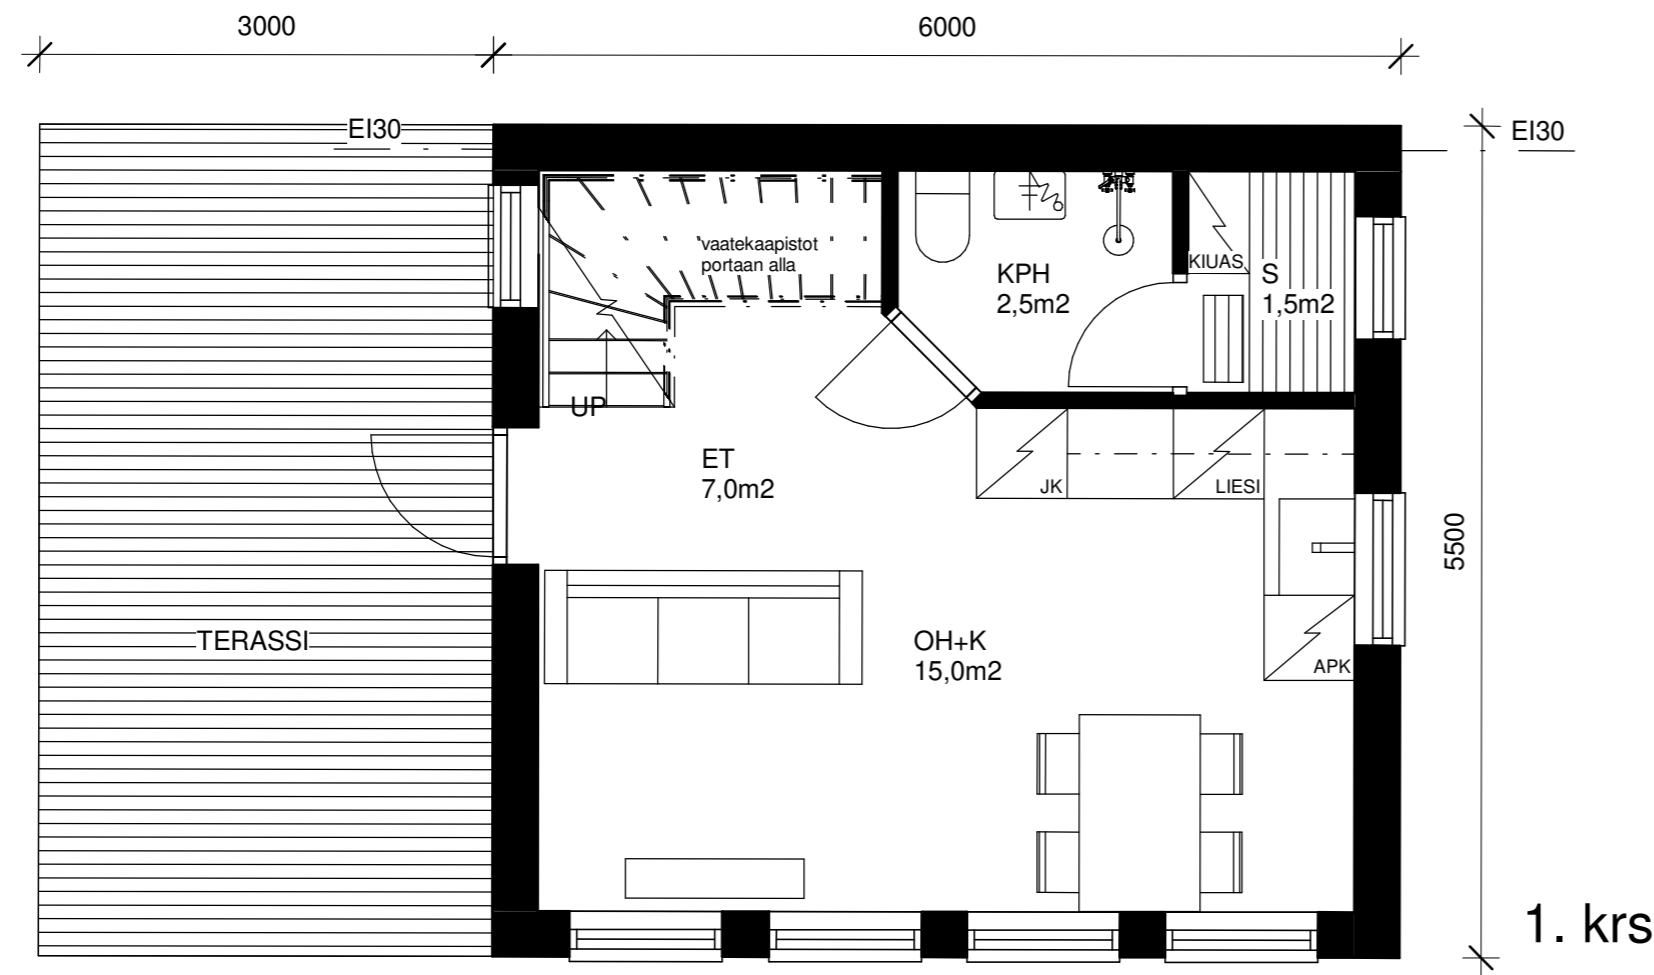 3000
6000
EI30
EI30
vaatekaapistot
portaan alla
KIUAS
KPH
2,5m2
S
1,5m2
UP
ET
7,0m2
JK
LIESI
5500
TERASSI
OH+K
15,0m2
APK
1. krs